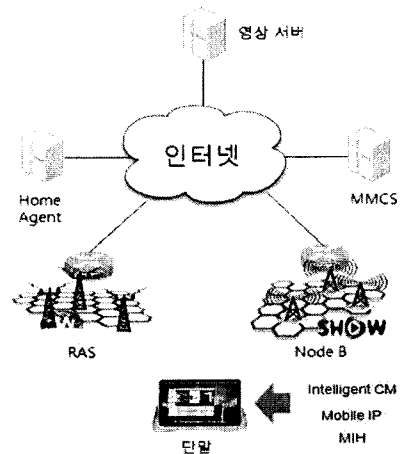 영상 서버
인터넷
Home
Agent
MMCS
RAS
SHOW
Node B
Intelligent CM
Mobile IP
MIH
단말